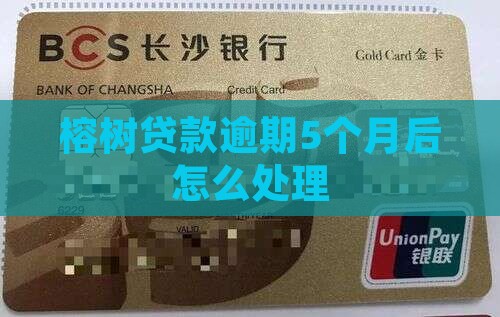 BCS 长沙银行
Gold Card 金卡
BANK OF CHANGSHA
Credit Card
榕树贷款逾期5个月后
怎么处理
VALID
UnionPay
银联